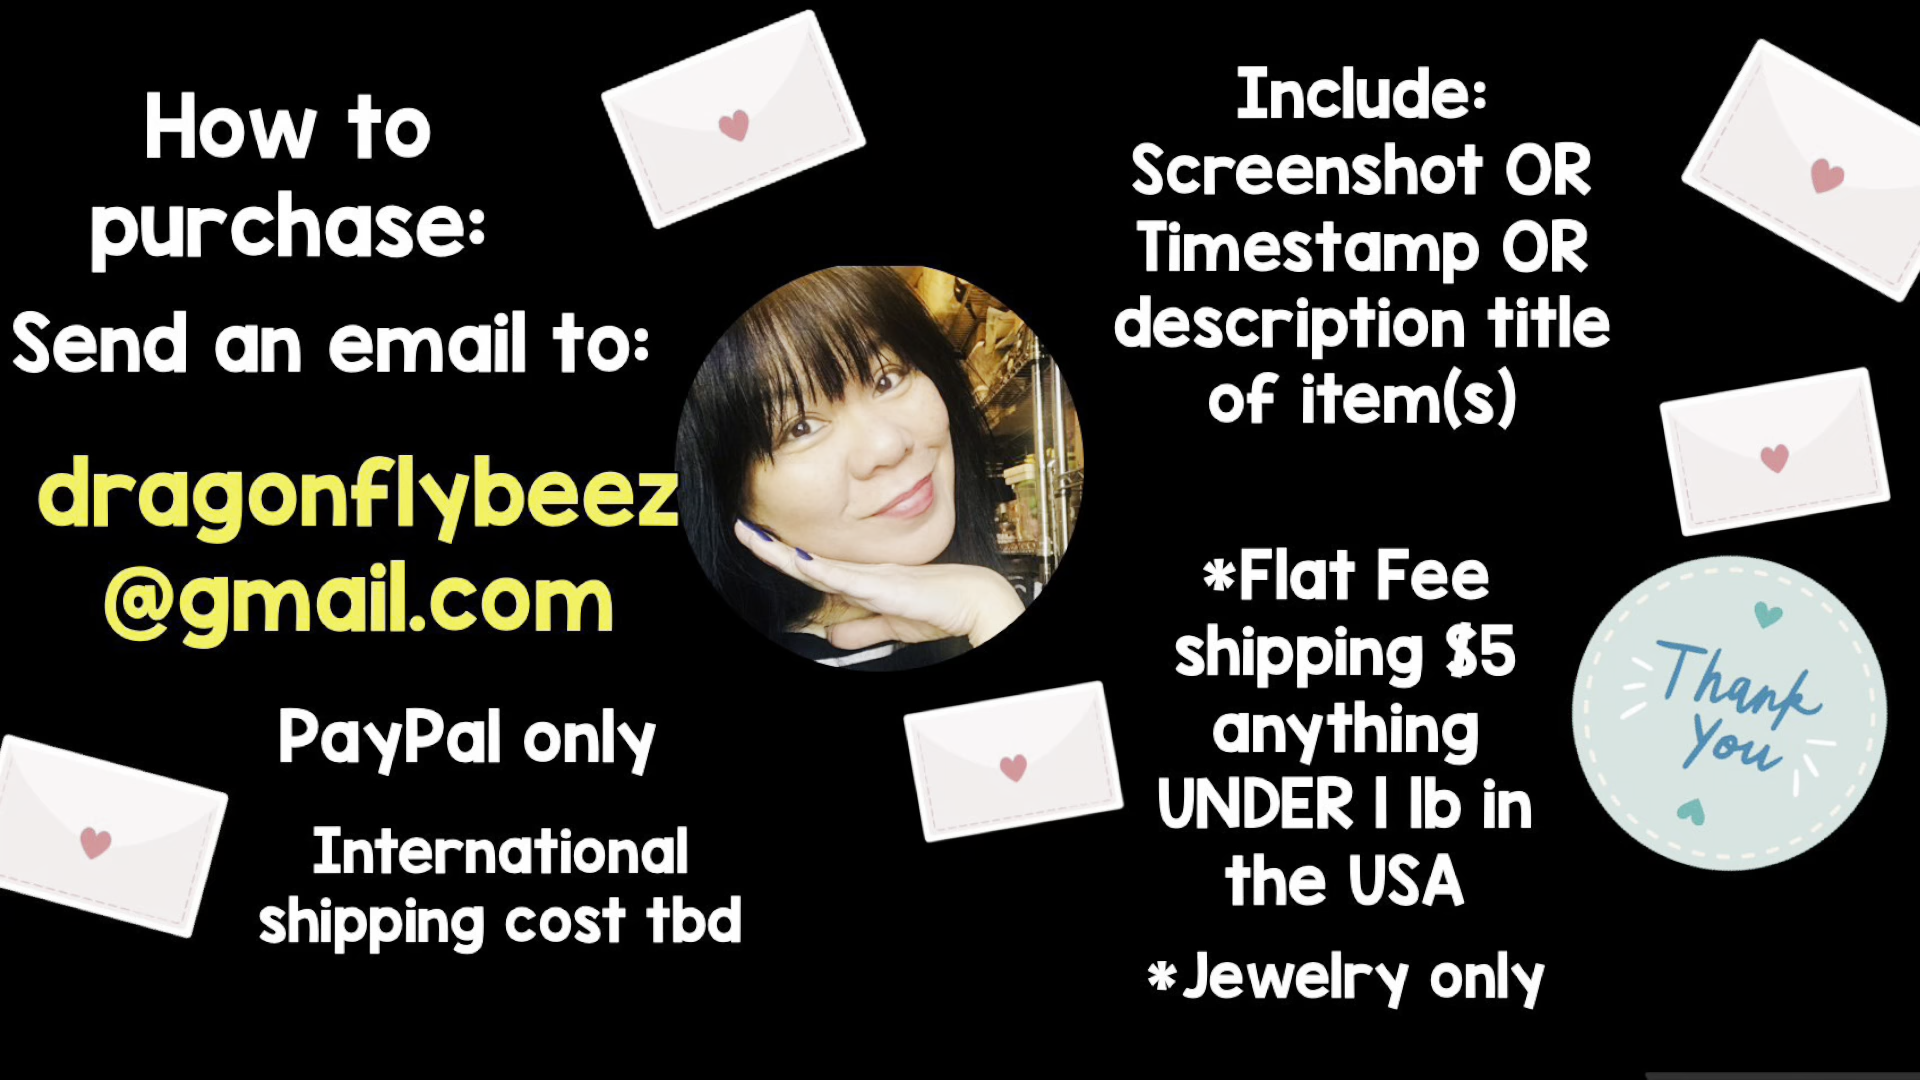 How to
purchase:
Send an email to:
dragonflybeez
@gmail.com
PayPal only
International
shipping cost tbd
Include:
Screenshot OR
Timestamp OR
description title
of item(s)
*Flat Fee
shipping $5
anything
UNDER 1 lb in
the USA
*Jewelry only
Thank
You